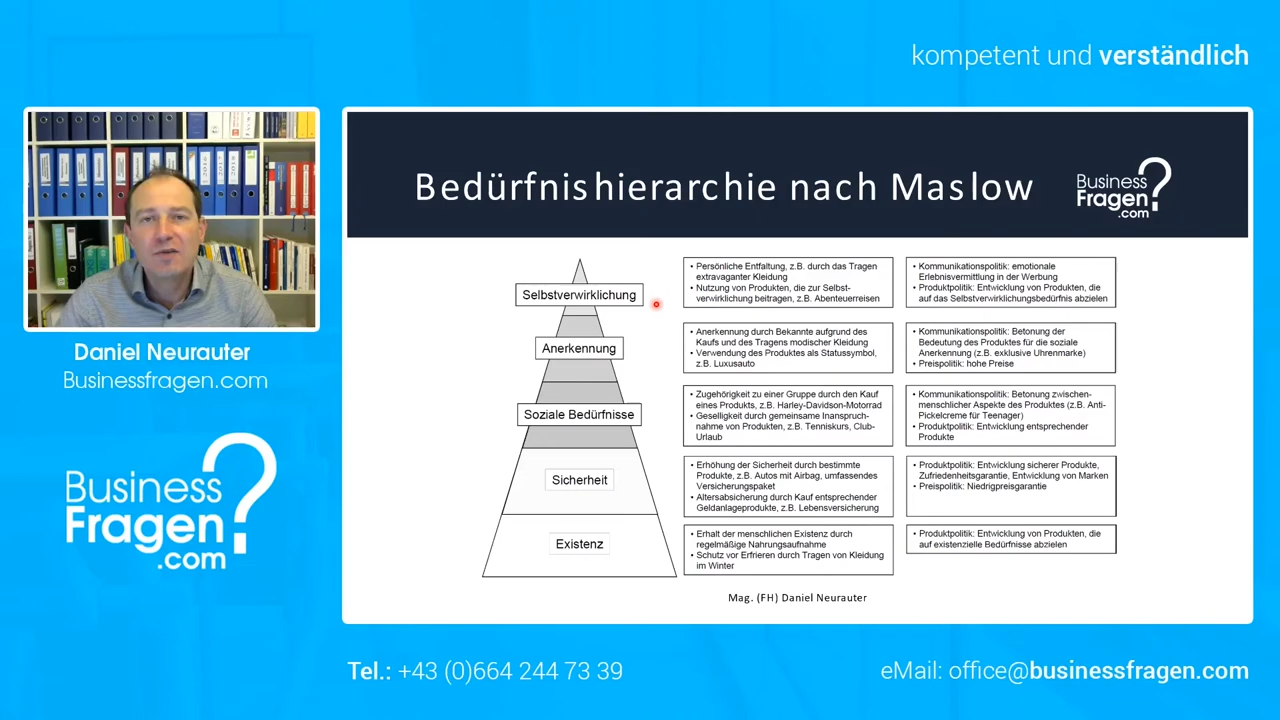 kompetent und verständlich
Daniel Neurauter
Businessfragen.com
Business
Fragen
.com
?
Bedürfnishierarchie nach Maslow
Business
Fragen
.com
?
Selbstverwirklichung
• Persönliche Entfaltung, z.B. durch das Tragen
extravaganter Kleidung
• Nutzung von Produkten, die zur Selbst-
verwirklichung beitragen, z.B. Abenteuerreisen
• Kommunikationspolitik: emotionale
Erlebnisvermittlung in der Werbung
• Produktpolitik: Entwicklung von Produkten, die
auf das Selbstverwirklichungsbedürfnis abzielen
Anerkennung
• Anerkennung durch Bekannte aufgrund des
Kaufs und des Tragens modischer Kleidung
• Verwendung des Produktes als Statussymbol,
z.B. Luxusauto
• Kommunikationspolitik: Betonung der
Bedeutung des Produktes für die soziale
Anerkennung (z.B. exklusive Uhrenmarke)
• Preispolitik: hohe Preise
Soziale Bedürfnisse
• Zugehörigkeit zu einer Gruppe durch den Kauf
eines Produkts, z.B. Harley-Davidson-Motorrad
• Geselligkeit durch gemeinsame Inanspruch-
nahme von Produkten, z.B. Tenniskurs, Club-
Urlaub
• Kommunikationspolitik: Betonung zwischen-
menschlicher Aspekte des Produktes (z.B. Anti-
Pickelcreme für Teenager)
• Produktpolitik: Entwicklung entsprechender
Produkte
Sicherheit
• Erhöhung der Sicherheit durch bestimmte
Produkte, z.B. Autos mit Airbag, umfassendes
Versicherungspaket
• Altersabsicherung durch Kauf entsprechender
Geldanlageprodukte, z.B. Lebensversicherung
• Produktpolitik: Entwicklung sicherer Produkte,
Zufriedenheitsgarantie, Entwicklung von Marken
• Preispolitik: Niedrigpreisgarantie
Existenz
• Erhalt der menschlichen Existenz durch
regelmäßige Nahrungsaufnahme
• Schutz vor Erfrieren durch Tragen von Kleidung
im Winter
• Produktpolitik: Entwicklung von Produkten, die
auf existenzielle Bedürfnisse abzielen
Mag. (FH) Daniel Neurauter
Tel.: +43 (0)664 244 73 39
eMail: office@businessfragen.com